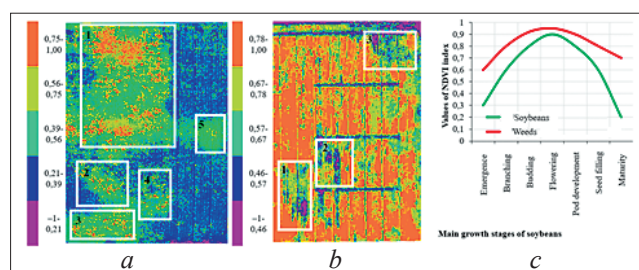 0,75-
1,00
0,56-
0,75
0,39-
0,56
0,21-
0,39
–1-
0,21
1
2
3
4
5
a
0,78-
1,00
0,67-
0,78
0,57-
0,67
0,46-
0,57
–1-
0,46
1
2
3
b
Values of NDVI index
1
0,9
0,8
0,7
0,6
0,5
0,4
0,3
0,2
0,1
0
Soybeans
Weeds
Emergence
Branching
Budding
Flowering
Pod development
Seed filling
Maturity
Main growth stages of soybeans
c